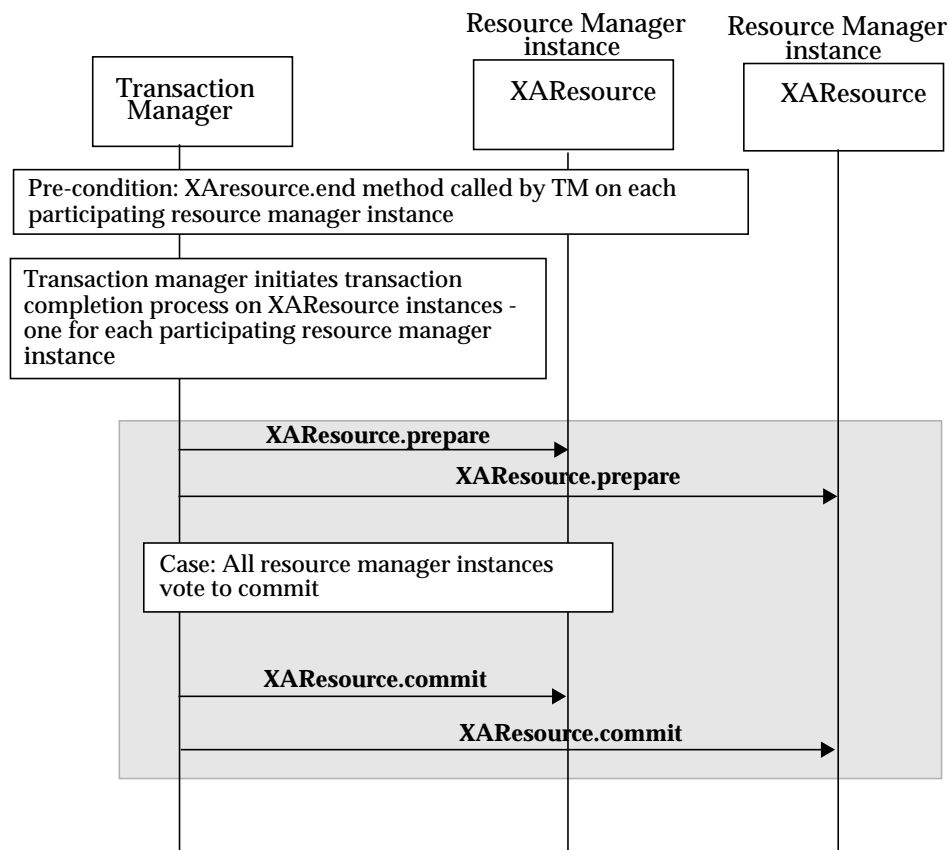 Resource Manager
instance
Resource Manager
instance
Transaction
Manager
XAResource
XAResource
Pre-condition: XAresource.end method called by TM on each
participating resource manager instance
Transaction manager initiates transaction
completion process on XAResource instances -
one for each participating resource manager
instance
XAResource.prepare
XAResource.prepare
Case: All resource manager instances
vote to commit
XAResource.commit
XAResource.commit